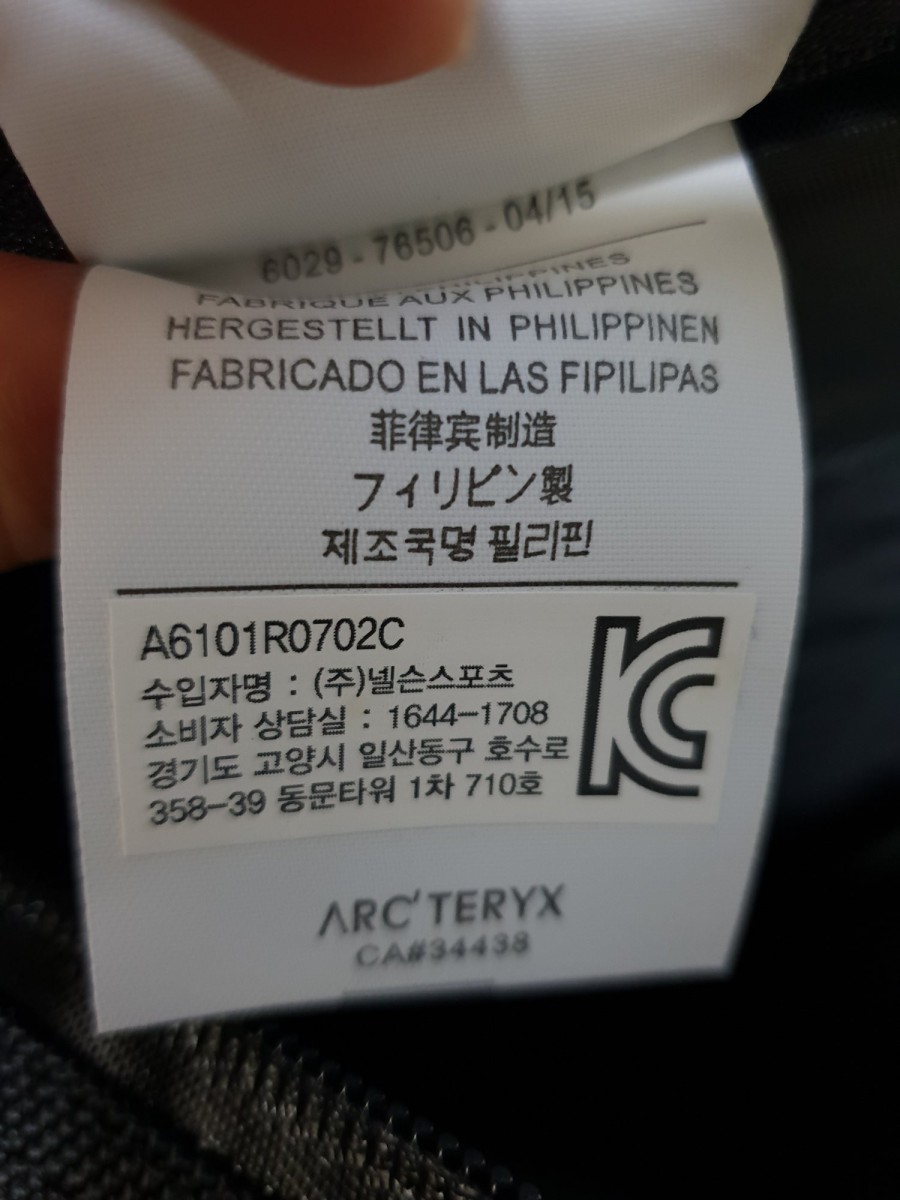 6029 - 76506 - 04/15
PHILIPPINES
FABRIQUE AUX PHILIPPINES
HERGESTELLT IN PHILIPPINEN
FABRICADO EN LAS FIPILIPAS
菲律宾制造
フィリピン製
제조국명 필리핀
A6101R0702C
수입자명 : (주)넬슨스포츠
소비자 상담실 : 1644-1708
경기도 고양시 일산동구 호수로
358-39 동문타워 1차 710호
ARC'TERYX
CA#34438